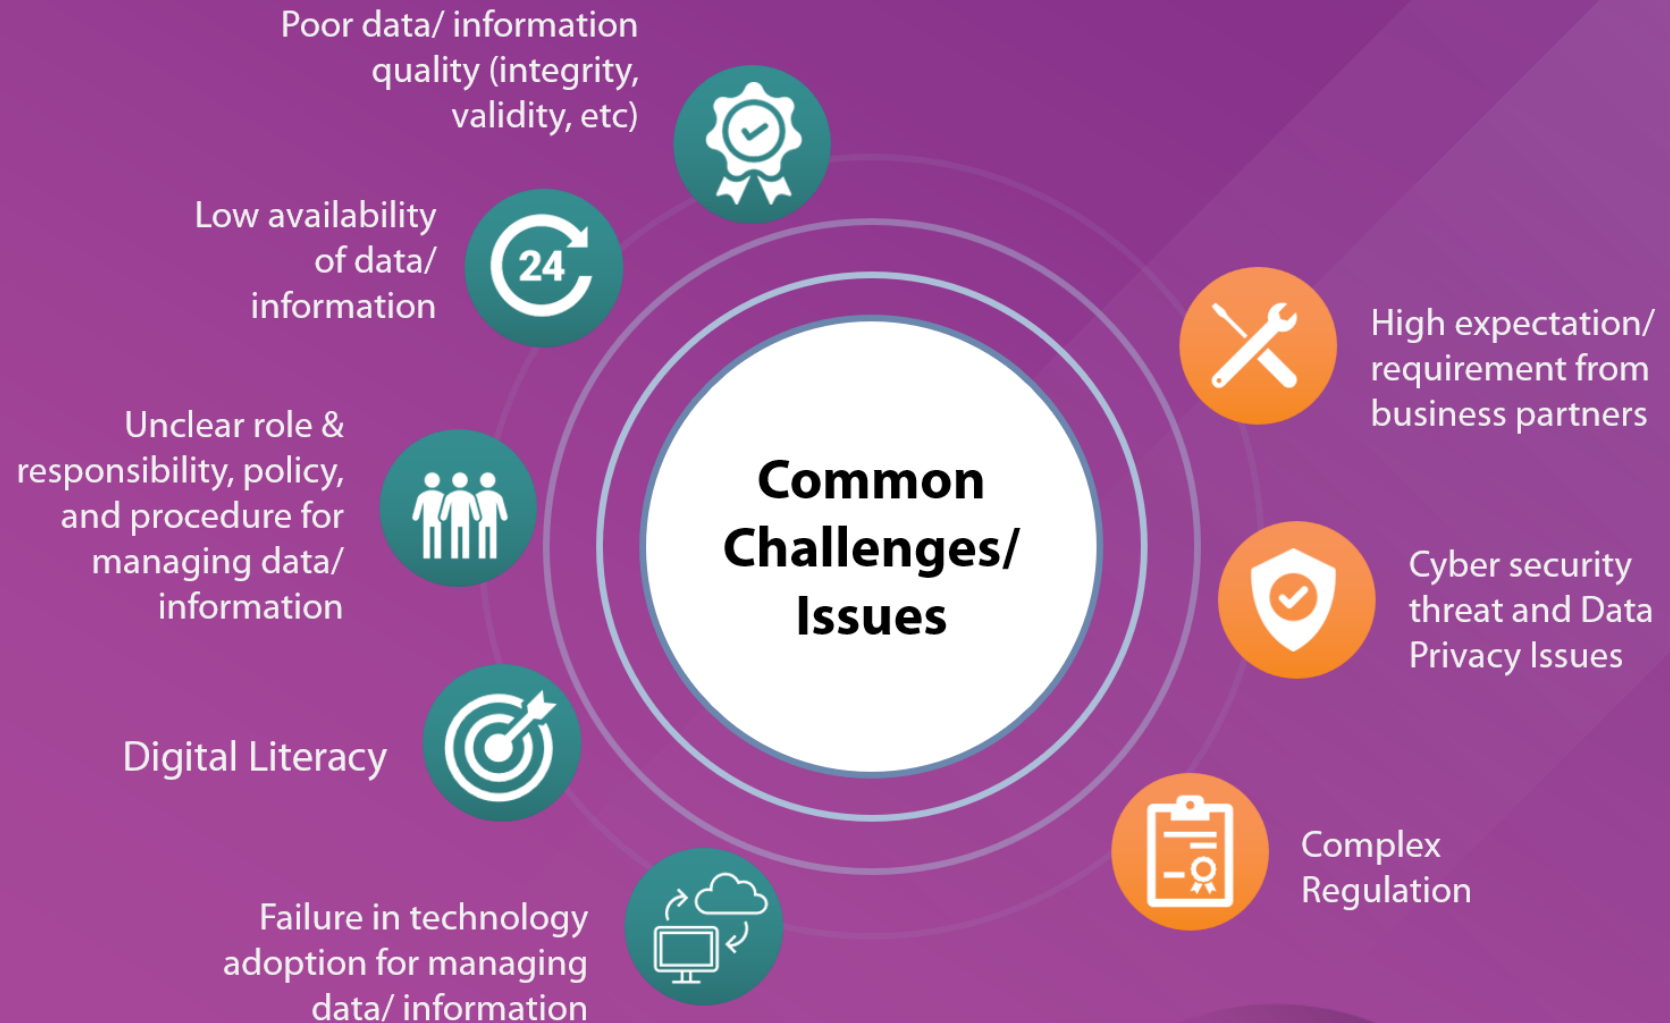 Poor data/ information
quality (integrity,
validity, etc)
Low availability
of data/
information
24
Unclear role &
responsibility, policy,
and procedure for
managing data/
information
Digital Literacy
Failure in technology
adoption for managing
data/ information
Common
Challenges/
Issues
High expectation/
requirement from
business partners
Cyber security
threat and Data
Privacy Issues
Complex
Regulation